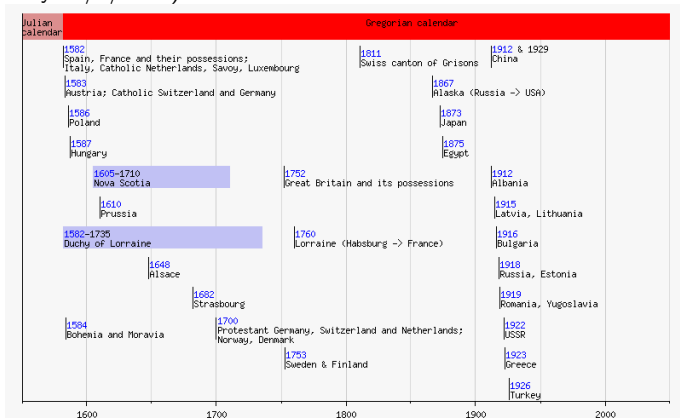 Julian
calendar
Gregorian calendar
1582
Spain, France and their possessions;
Italy, Catholic Netherlands, Savoy, Luxembourg
1811
Swiss canton of Grisons
1912 & 1929
China
1583
Austria; Catholic Switzerland and Germany
1867
Alaska (Russia -> USA)
1586
Poland
1873
Japan
1587
Hungary
1875
Egypt
1605-1710
Nova Scotia
1752
Great Britain and its possessions
1912
Albania
1610
Prussia
1915
Latvia, Lithuania
1582-1735
Duchy of Lorraine
1760
Lorraine (Habsburg -> France)
1916
Bulgaria
1648
Alsace
1918
Russia, Estonia
1682
Strasbourg
1919
Romania, Yugoslavia
1584
Bohemia and Moravia
1700
Protestant Germany, Switzerland and Netherlands;
Norway, Denmark
1922
USSR
1753
Sweden & Finland
1923
Greece
1926
Turkey
1600 1700 1800 1900 2000